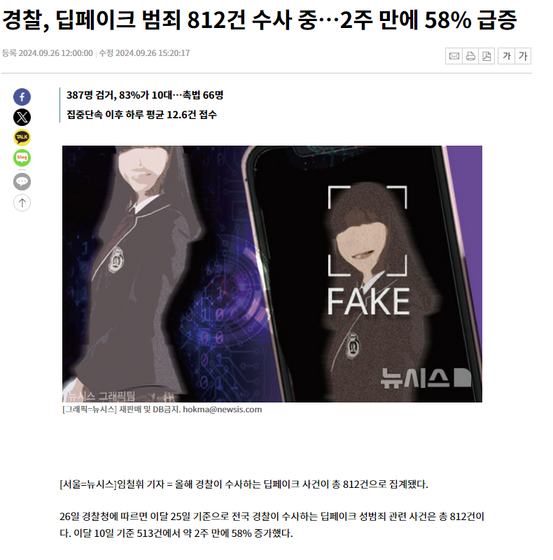 경찰, 딥페이크 범죄 812건 수사 중…2주 만에 58% 급증
등록 2024.09.26 12:00:00 | 수정 2024.09.26 15:20:17
가 가
387명 검거, 83%가 10대…촉법 66명
집중단속 이후 하루 평균 12.6건 접수
f
X
TALK
blog
FAKE
뉴시스
뉴시스 그래픽팀
[그래픽=뉴시스] 재판매 및 DB금지. hokma@newsis.com
[서울=뉴시스]임철휘 기자 = 올해 경찰이 수사하는 딥페이크 사건이 총 812건으로 집계됐다.
26일 경찰청에 따르면 이달 25일 기준으로 전국 경찰이 수사하는 딥페이크 성범죄 관련 사건은 총 812건이
다. 이달 10일 기준 513건에서 약 2주 만에 58% 증가했다.